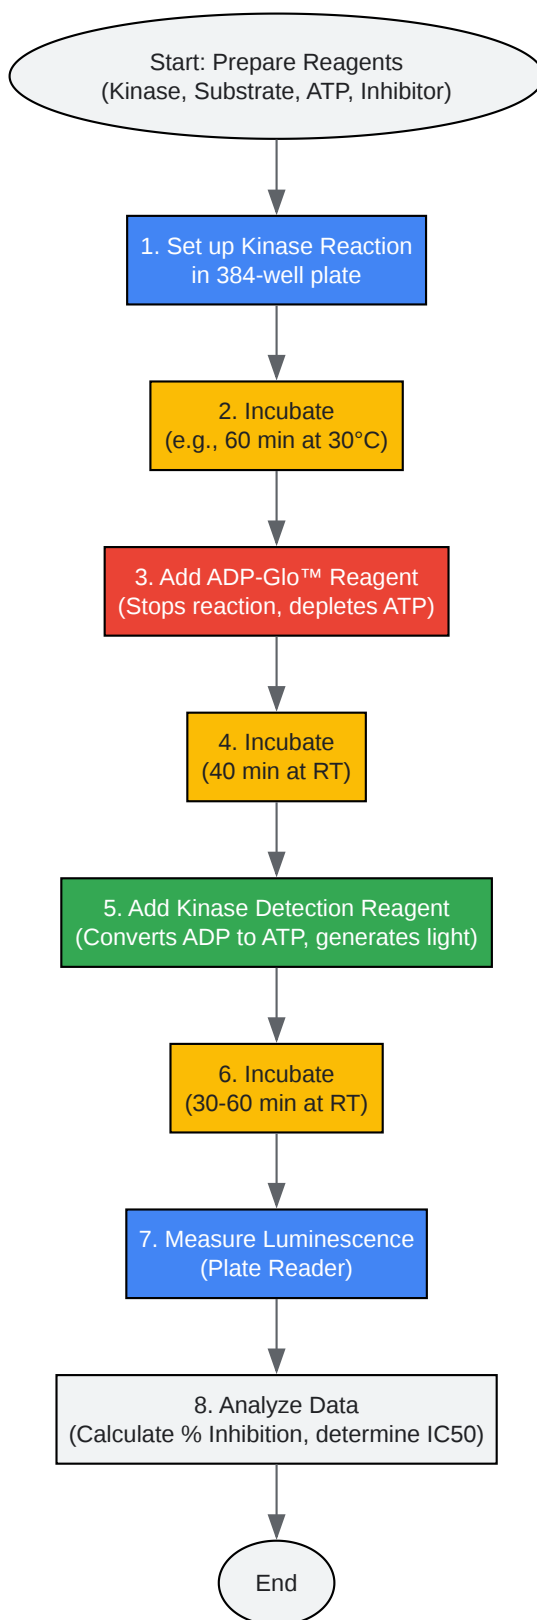 Start: Prepare Reagents
(Kinase, Substrate, ATP, Inhibitor)
1. Set up Kinase Reaction
in 384-well plate
2. Incubate
(e.g., 60 min at 30°C)
3. Add ADP-Glo™ Reagent
(Stops reaction, depletes ATP)
4. Incubate
(40 min at RT)
5. Add Kinase Detection Reagent
(Converts ADP to ATP, generates light)
6. Incubate
(30-60 min at RT)
7. Measure Luminescence
(Plate Reader)
8. Analyze Data
(Calculate % Inhibition, determine IC50)
End